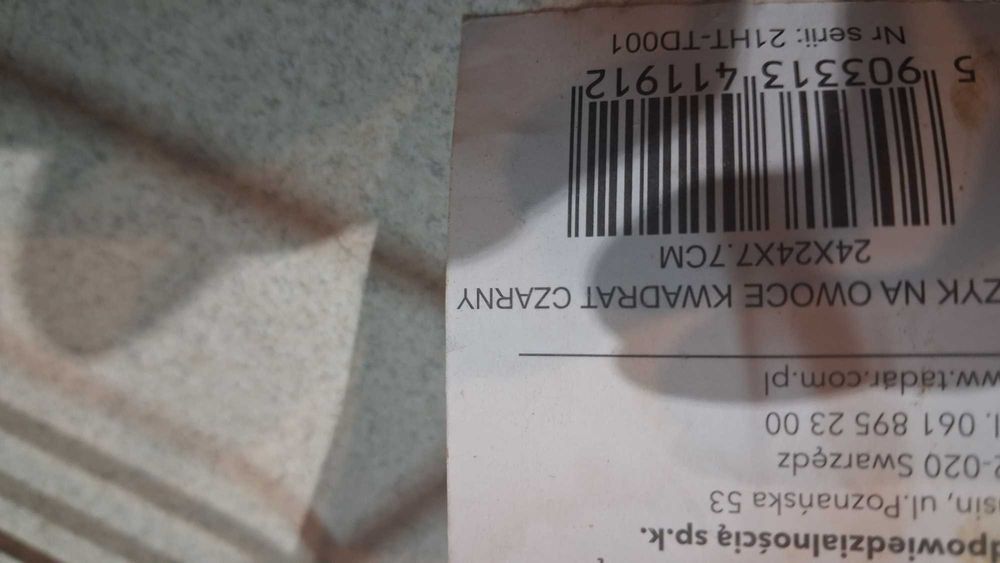 dpowiedzialnością sp.k.
sin, ul.Poznańska 53
2-020 Swarzędz
l. 061 895 23 00
ww.tadar.com.pl
ZYK NA OWOCE KWADRAT CZARNY
24X24X7.7CM
5 903313 411912
Nr serii: 21HT-TD001